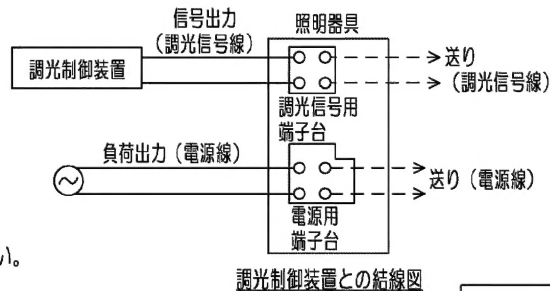 信号出力
(調光信号線)
照明器具
調光制御装置
送り
(調光信号線)
調光信号用
端子台
負荷出力(電源線)
送り(電源線)
電源用
端子台
い。
調光制御装置との結線図